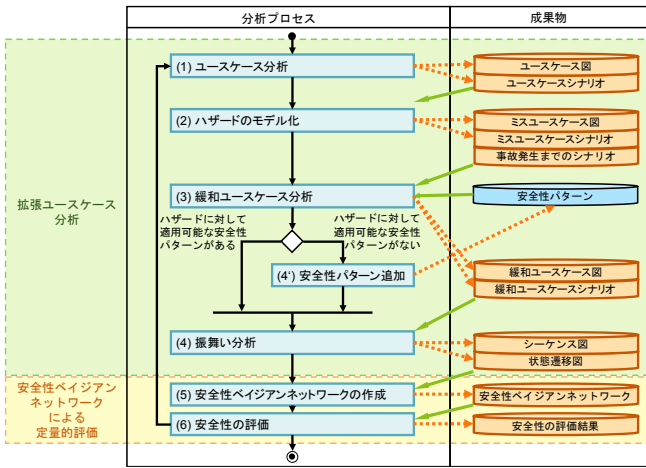 分析プロセス
成果物
拡張ユースケース
分析
(1) ユースケース分析
ユースケース図
ユースケースシナリオ
(2) ハザードのモデル化
ミスユースケース図
ミスユースケースシナリオ
事故発生までのシナリオ
(3) 緩和ユースケース分析
安全性パターン
ハザードに対して
適用可能な安全性
パターンがある
ハザードに対して
適用可能な安全性
パターンがない
(4‘) 安全性パターン追加
緩和ユースケース図
緩和ユースケースシナリオ
(4) 振舞い分析
シーケンス図
状態遷移図
安全性ベイジアン
ネットワーク
による
定量的評価
(5) 安全性ベイジアンネットワークの作成
安全性ベイジアンネットワーク
(6) 安全性の評価
安全性の評価結果